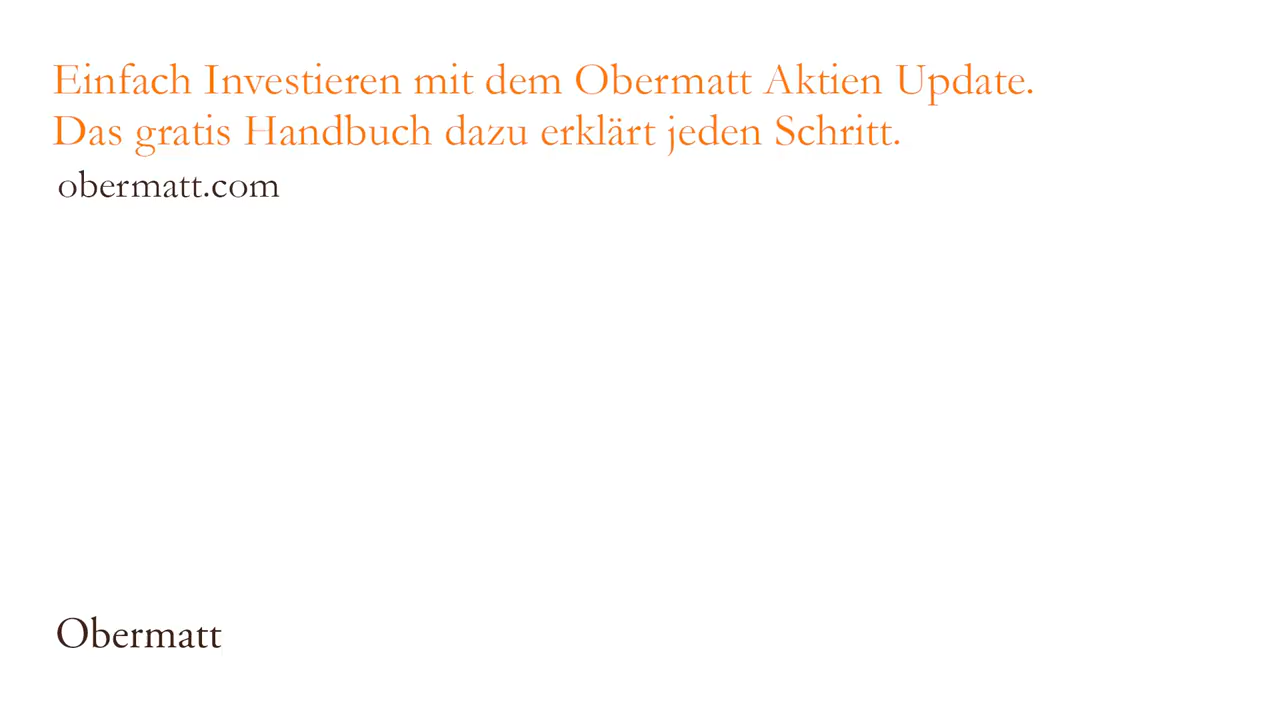 Einfach Investieren mit dem Obermatt Aktien Update.
Das gratis Handbuch dazu erklärt jeden Schritt.
obermatt.com
Obermatt